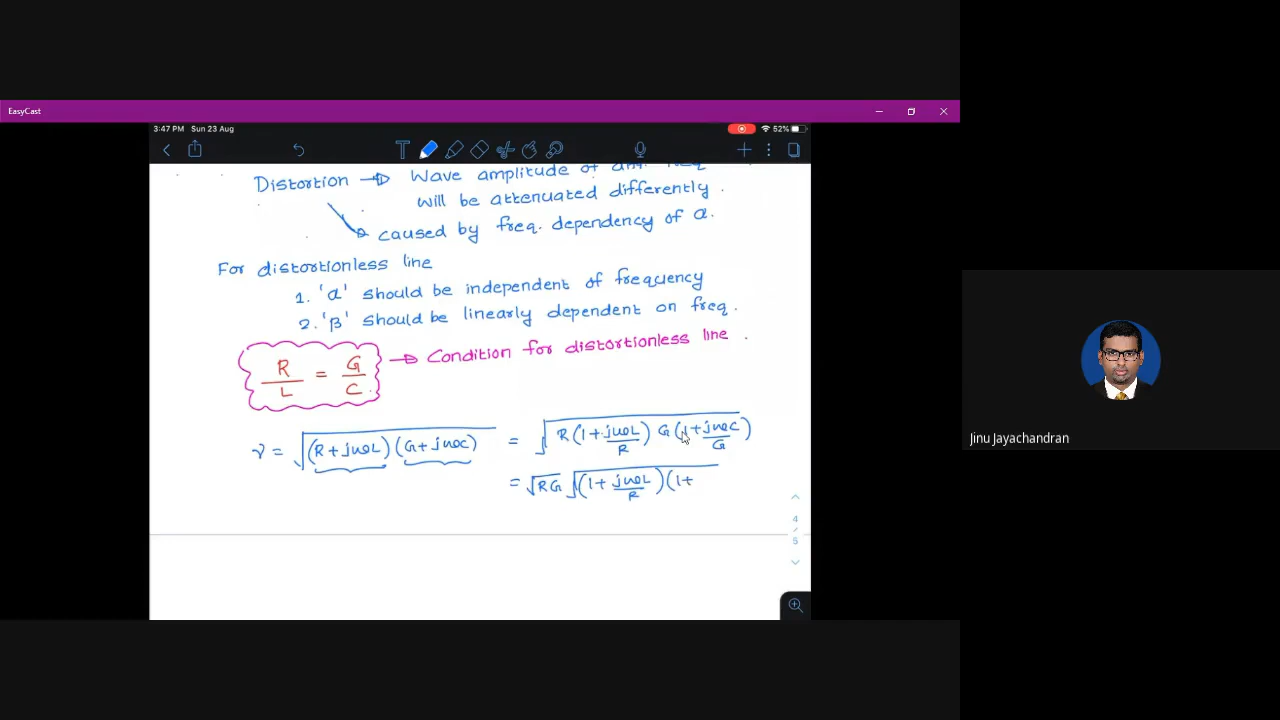 EasyCast
3:47 PM Sun 23 Aug
52%
Distortion → Wave amplitude of freq
will be attenuated differently.
caused by freq. dependency of α.
For distortionless line
1. 'α' should be independent of frequency
2. 'β' should be linearly dependent on freq.
R/L = G/C → Condition for distortionless line.
γ = √(R+jωL)(G+jωC) = √R(1+jωL/R) G(1+jωC/G)
= √RG √(1+jωL/R)(1+
4
/
5
Jinu Jayachandran